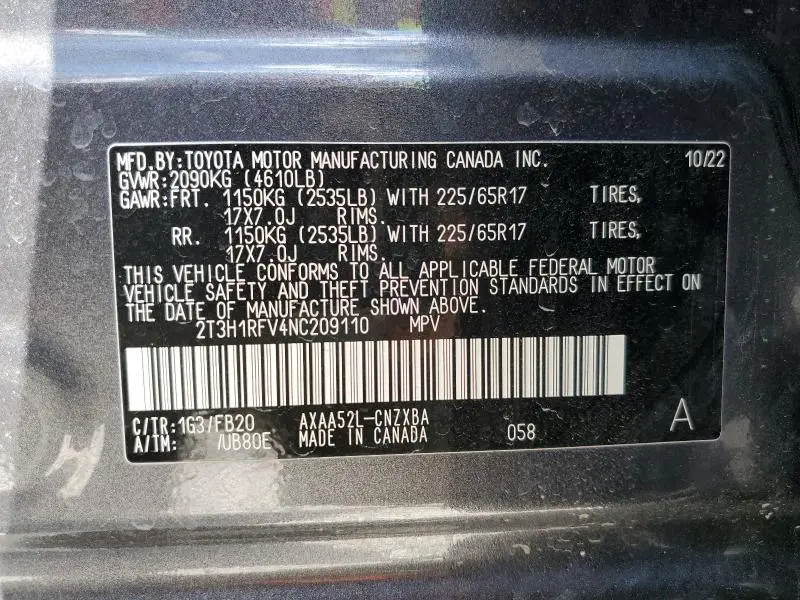 MFD.BY:TOYOTA MOTOR MANUFACTURING CANADA INC. 10/22
GVWR:2090KG (4610LB)
GAWR:FRT. 1150KG (2535LB) WITH 225/65R17 TIRES,
17X7.0J RIMS.
RR. 1150KG (2535LB) WITH 225/65R17 TIRES,
17X7.0J RIMS.
THIS VEHICLE CONFORMS TO ALL APPLICABLE FEDERAL MOTOR
VEHICLE SAFETY AND THEFT PREVENTION STANDARDS IN EFFECT ON
THE DATE OF MANUFACTURE SHOWN ABOVE.
2T3H1RFV4NC209110 MPV
C/TR:1G3/FB20 AXAA52L-CNZXBA
A/TM: /UB80E MADE IN CANADA 058 A